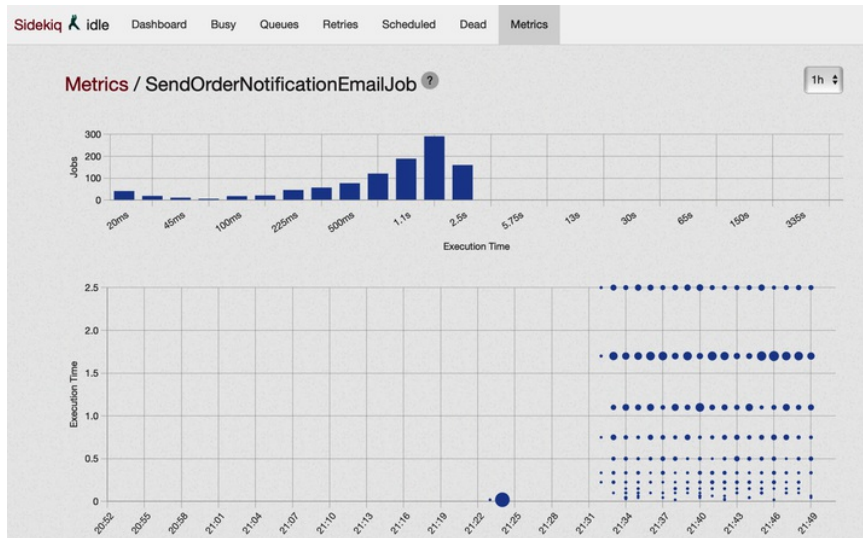 Sidekiq idle Dashboard Busy Queues Retries Scheduled Dead Metrics
Metrics / SendOrderNotificationEmailJob ?
1h
300
200
100
0
Jobs
20ms 45ms 100ms 225ms 500ms 1.1s 2.5s 5.75s 13s 30s 65s 150s 335s
Execution Time
2.5
2.0
1.5
1.0
0.5
0
Execution Time
20:52 20:55 20:58 21:01 21:04 21:07 21:10 21:13 21:16 21:19 21:22 21:25 21:28 21:31 21:34 21:37 21:40 21:43 21:46 21:49